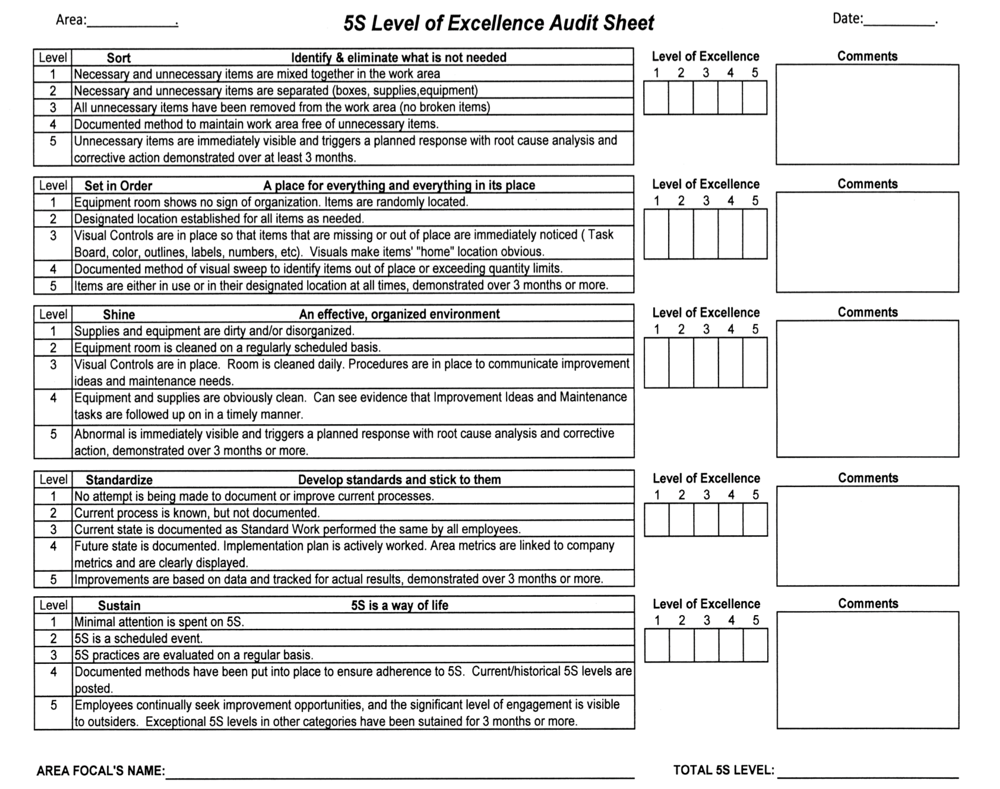 Area:____________.
5S Level of Excellence Audit Sheet
Date:__________.
Level Sort Identify & eliminate what is not needed
1 Necessary and unnecessary items are mixed together in the work area
2 Necessary and unnecessary items are separated (boxes, supplies,equipment)
3 All unnecessary items have been removed from the work area (no broken items)
4 Documented method to maintain work area free of unnecessary items.
5 Unnecessary items are immediately visible and triggers a planned response with root cause analysis and
corrective action demonstrated over at least 3 months.
Level of Excellence
1 2 3 4 5
Comments
Level Set in Order A place for everything and everything in its place
1 Equipment room shows no sign of organization. Items are randomly located.
2 Designated location established for all items as needed.
3 Visual Controls are in place so that items that are missing or out of place are immediately noticed ( Task
Board, color, outlines, labels, numbers, etc). Visuals make items' "home" location obvious.
4 Documented method of visual sweep to identify items out of place or exceeding quantity limits.
5 Items are either in use or in their designated location at all times, demonstrated over 3 months or more.
Level of Excellence
1 2 3 4 5
Comments
Level Shine An effective, organized environment
1 Supplies and equipment are dirty and/or disorganized.
2 Equipment room is cleaned on a regularly scheduled basis.
3 Visual Controls are in place. Room is cleaned daily. Procedures are in place to communicate improvement
ideas and maintenance needs.
4 Equipment and supplies are obviously clean. Can see evidence that Improvement Ideas and Maintenance
tasks are followed up on in a timely manner.
5 Abnormal is immediately visible and triggers a planned response with root cause analysis and corrective
action, demonstrated over 3 months or more.
Level of Excellence
1 2 3 4 5
Comments
Level Standardize Develop standards and stick to them
1 No attempt is being made to document or improve current processes.
2 Current process is known, but not documented.
3 Current state is documented as Standard Work performed the same by all employees.
4 Future state is documented. Implementation plan is actively worked. Area metrics are linked to company
metrics and are clearly displayed.
5 Improvements are based on data and tracked for actual results, demonstrated over 3 months or more.
Level of Excellence
1 2 3 4 5
Comments
Level Sustain 5S is a way of life
1 Minimal attention is spent on 5S.
2 5S is a scheduled event.
3 5S practices are evaluated on a regular basis.
4 Documented methods have been put into place to ensure adherence to 5S. Current/historical 5S levels are
posted.
5 Employees continually seek improvement opportunities, and the significant level of engagement is visible
to outsiders. Exceptional 5S levels in other categories have been sutained for 3 months or more.
Level of Excellence
1 2 3 4 5
Comments
AREA FOCAL'S NAME:
TOTAL 5S LEVEL: